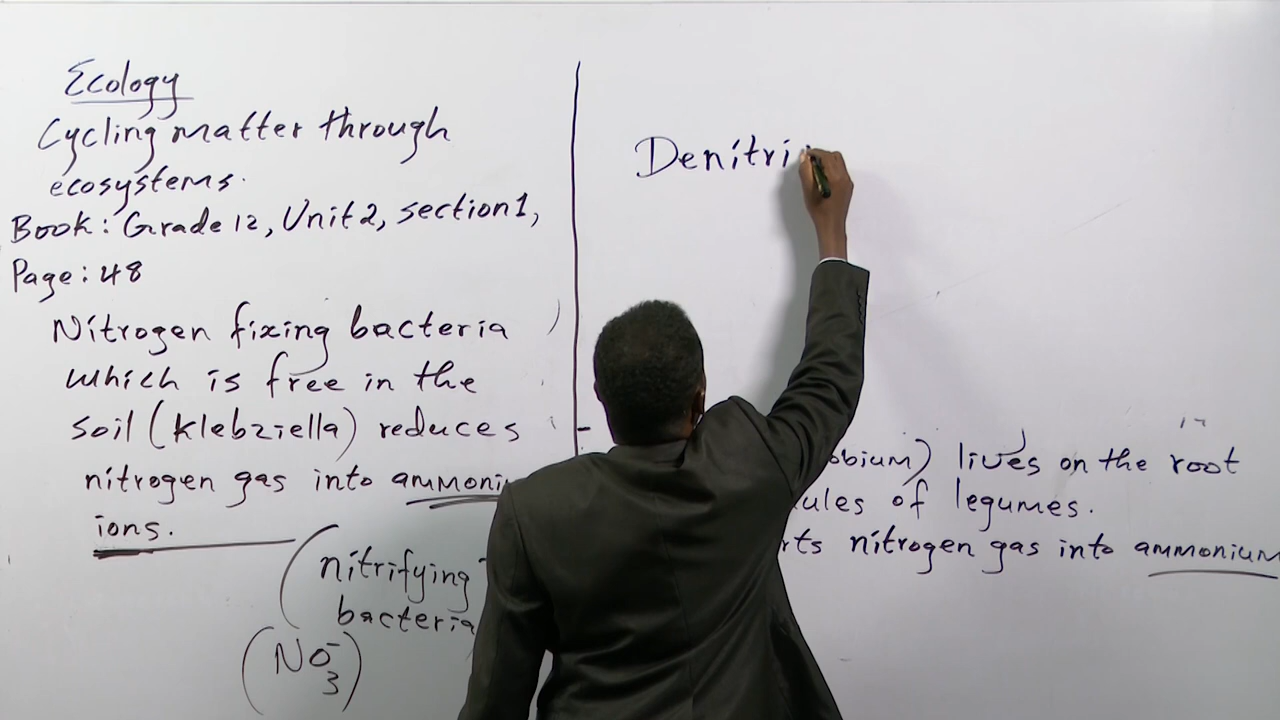 Ecology
Cycling matter through
ecosystems.
Book: Grade 12, Unit 2, section 1,
Page: 48
Nitrogen fixing bacteria
which is free in the
soil (klebziella) reduces
nitrogen gas into
ions.
(nitrifying
bacteria
(NO3-)
Denitri
lives on the root
of legumes.
nitrogen gas into ammonium